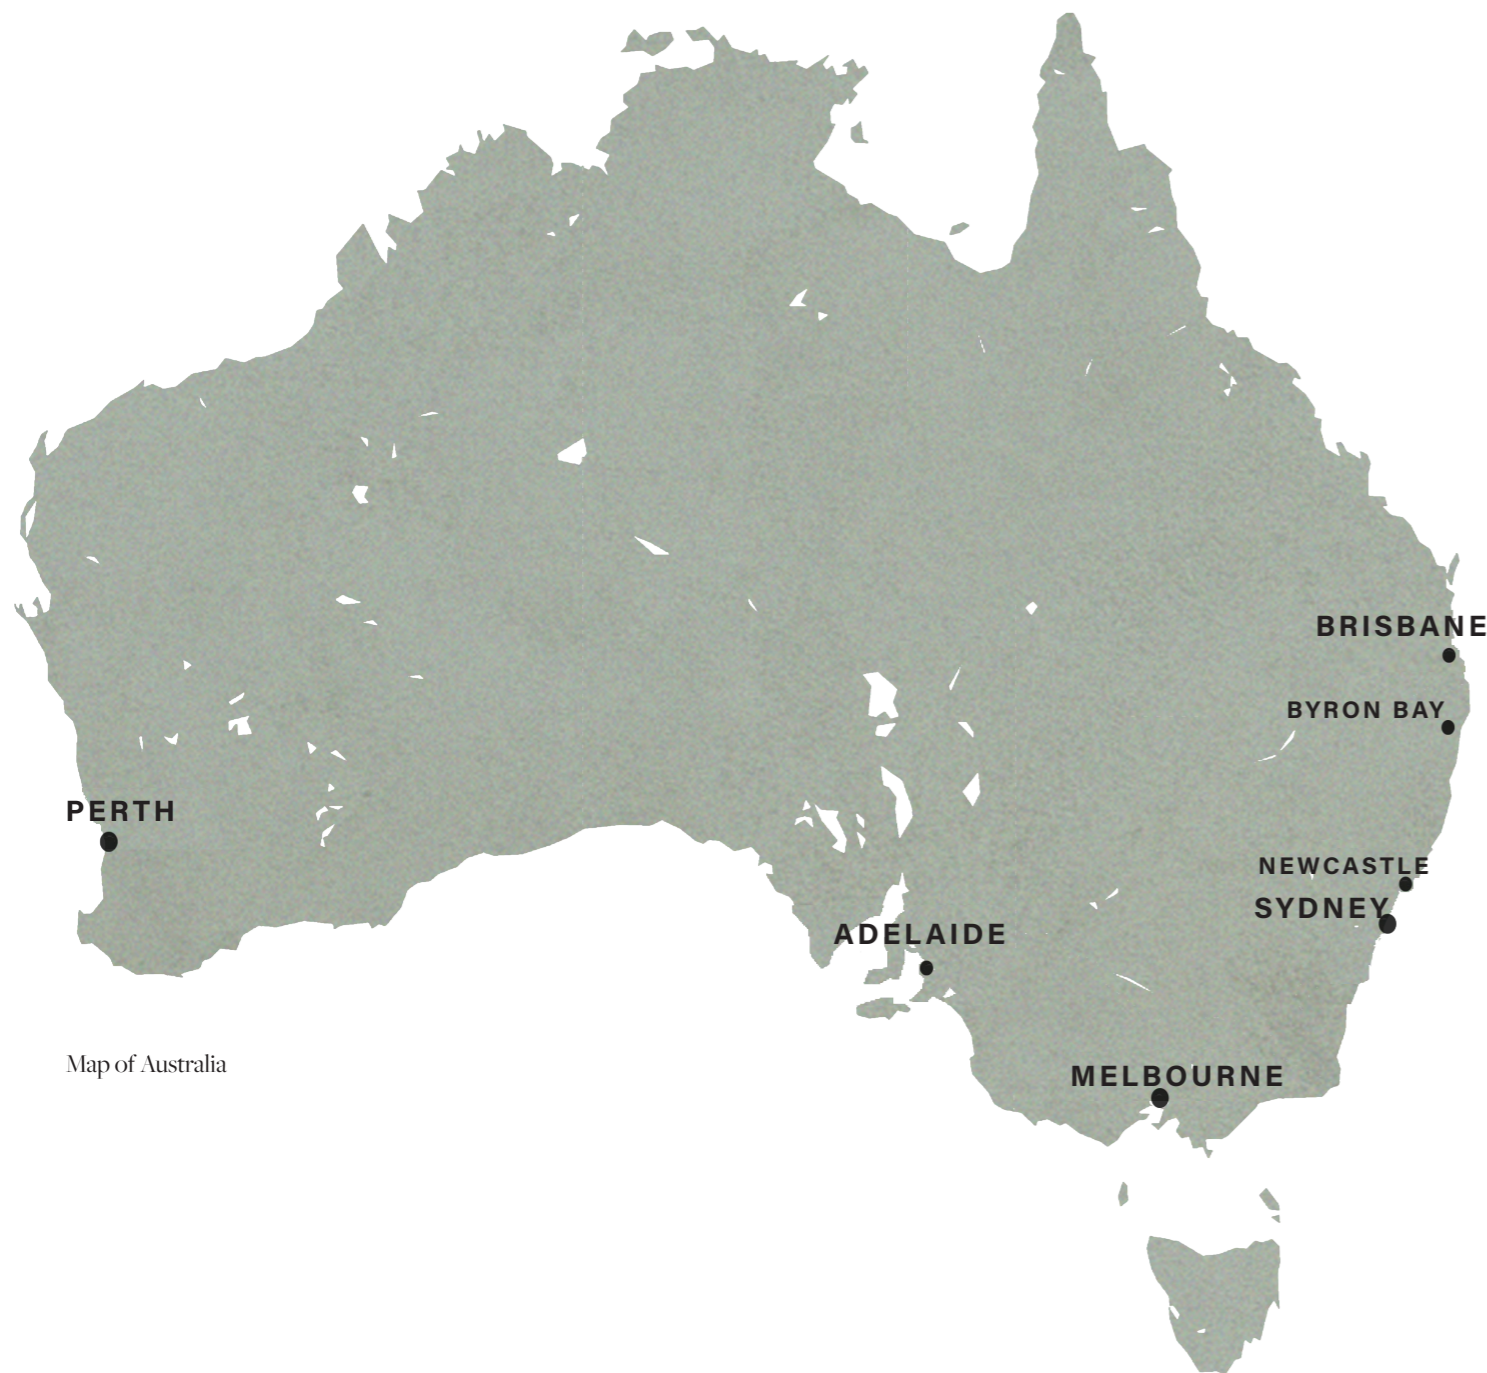 BRISBANE
BYRON BAY
PERTH
NEWCASTLE
SYDNEY
ADELAIDE
Map of Australia
MELBOURNE